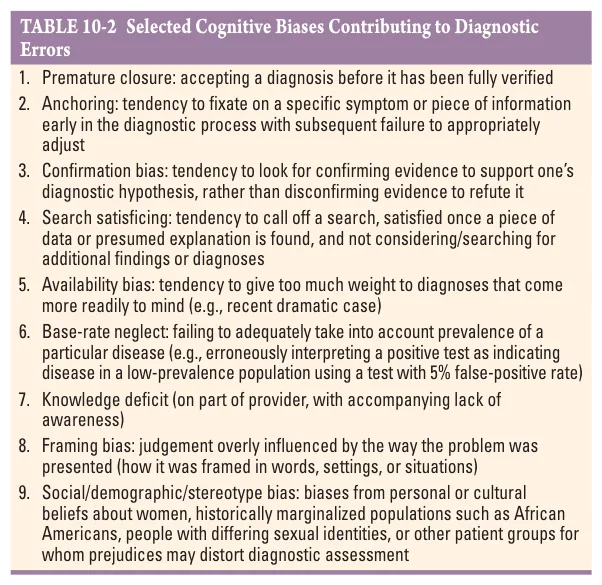 TABLE 10-2 Selected Cognitive Biases Contributing to Diagnostic
Errors
1. Premature closure: accepting a diagnosis before it has been fully verified
2. Anchoring: tendency to fixate on a specific symptom or piece of information
early in the diagnostic process with subsequent failure to appropriately
adjust
3. Confirmation bias: tendency to look for confirming evidence to support one’s
diagnostic hypothesis, rather than disconfirming evidence to refute it
4. Search satisficing: tendency to call off a search, satisfied once a piece of
data or presumed explanation is found, and not considering/searching for
additional findings or diagnoses
5. Availability bias: tendency to give too much weight to diagnoses that come
more readily to mind (e.g., recent dramatic case)
6. Base-rate neglect: failing to adequately take into account prevalence of a
particular disease (e.g., erroneously interpreting a positive test as indicating
disease in a low-prevalence population using a test with 5% false-positive rate)
7. Knowledge deficit (on part of provider, with accompanying lack of
awareness)
8. Framing bias: judgement overly influenced by the way the problem was
presented (how it was framed in words, settings, or situations)
9. Social/demographic/stereotype bias: biases from personal or cultural
beliefs about women, historically marginalized populations such as African
Americans, people with differing sexual identities, or other patient groups for
whom prejudices may distort diagnostic assessment